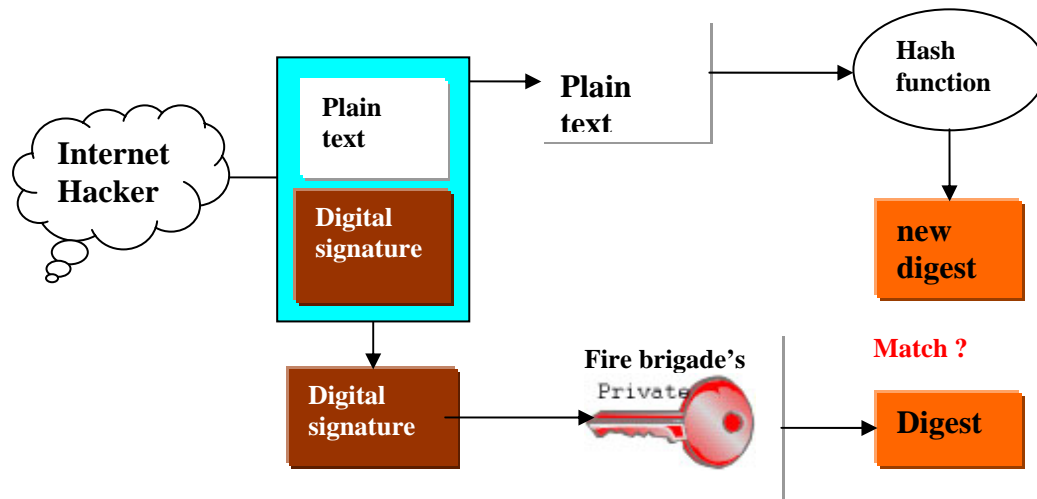 Internet
Hacker
Plain
text
Digital
signature
Plain
text
Hash
function
new
digest
Match ?
Digital
signature
Fire brigade's
Private
Digest